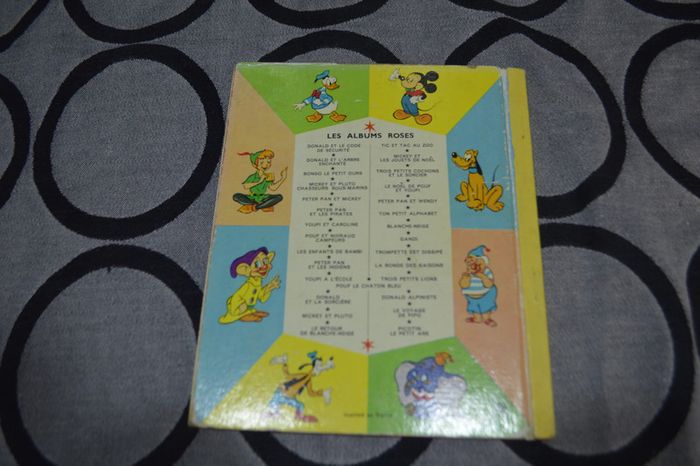 LES ALBUMS ROSES
DONALD ET LE CODE
DE SÉCURITÉ
DONALD ET L'ARBRE
ENCHANTÉ
BONGO LE PETIT OURS
MICKEY ET PLUTO
CHASSEURS SOUS-MARINS
PETER PAN ET MICKEY
PETER PAN
ET LES PIRATES
YOUPI ET CAROLINE
POUF ET NOIRAUD
CAMPEURS
LES ENFANTS DE BAMBI
PETER PAN
ET LES INDIENS
YOUPI A L'ÉCOLE
POUF LE CHATON BLEU
DONALD
ET LA SORCIÈRE
MICKEY ET PLUTO
LE RETOUR
DE BLANCHE-NEIGE
TIC ET TAC AU ZOO
MICKEY ET
LES JOUETS DE NOËL
TROIS PETITS COCHONS
ET LE SORCIER
LE NOËL DE POUF
ET YOUPI
PETER PAN ET WENDY
TON PETIT ALPHABET
BLANCHE-NEIGE
TROMPETTE EST DISSIPÉ
LA RONDE DES SAISONS
TROIS PETITS LIONS
DONALD ALPINISTE
LE VOYAGE
DE PIPO
PICOTIN
LE PETIT ANE